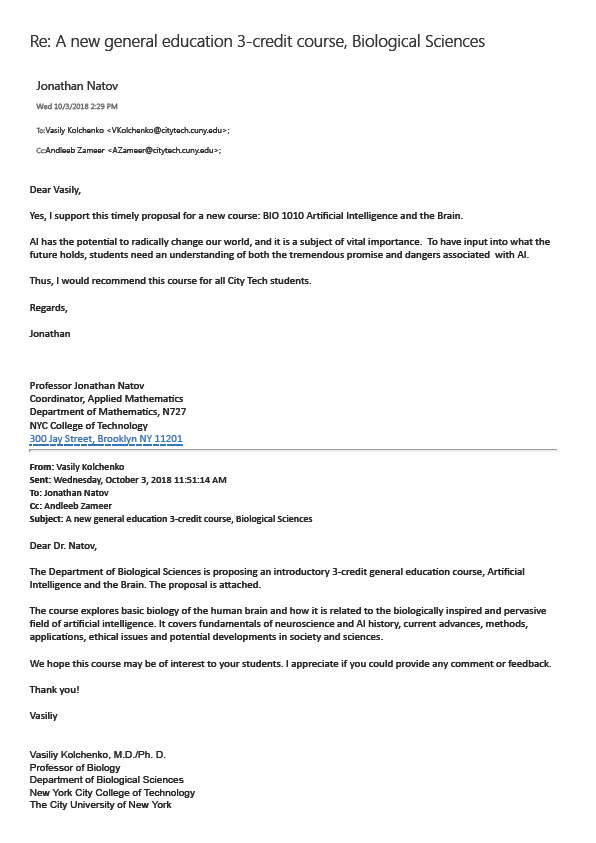 Re: A new general education 3-credit course, Biological Sciences
Jonathan Natov
Wed 10/3/2018 2:29 PM
To:Vasily Kolchenko <VKolchenko@citytech.cuny.edu>;
Cc:Andleeb Zameer <AZameer@citytech.cuny.edu>;
Dear Vasily,
Yes, I support this timely proposal for a new course: BIO 1010 Artificial Intelligence and the Brain.
AI has the potential to radically change our world, and it is a subject of vital importance.  To have input into what the
future holds, students need an understanding of both the tremendous promise and dangers associated  with AI.
Thus, I would recommend this course for all City Tech students.
Regards,
Jonathan
Professor Jonathan Natov
Coordinator, Applied Mathematics
Department of Mathematics, N727
NYC College of Technology
300 Jay Street, Brooklyn NY 11201
From: Vasily Kolchenko
Sent: Wednesday, October 3, 2018 11:51:14 AM
To: Jonathan Natov
Cc: Andleeb Zameer
Subject: A new general education 3-credit course, Biological Sciences
Dear Dr. Natov,
The Department of Biological Sciences is proposing an introductory 3-credit general education course, Artificial
Intelligence and the Brain. The proposal is attached.
The course explores basic biology of the human brain and how it is related to the biologically inspired and pervasive
field of artificial intelligence. It covers fundamentals of neuroscience and AI history, current advances, methods,
applications, ethical issues and potential developments in society and sciences.
We hope this course may be of interest to your students. I appreciate if you could provide any comment or feedback.
Thank you!
Vasiliy
Vasiliy Kolchenko, M.D./Ph. D.
Professor of Biology
Department of Biological Sciences
New York City College of Technology
The City University of New York